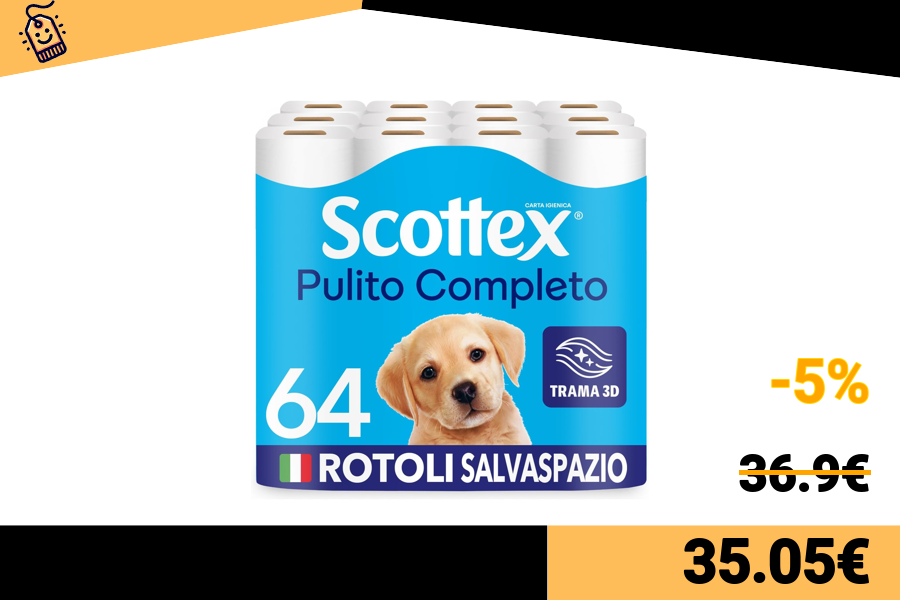 CARTA IGIENICA
Scottex®
Pulito Completo
64
TRAMA 3D
ROTOLI SALVASPAZIO
-5%
36.9€
35.05€